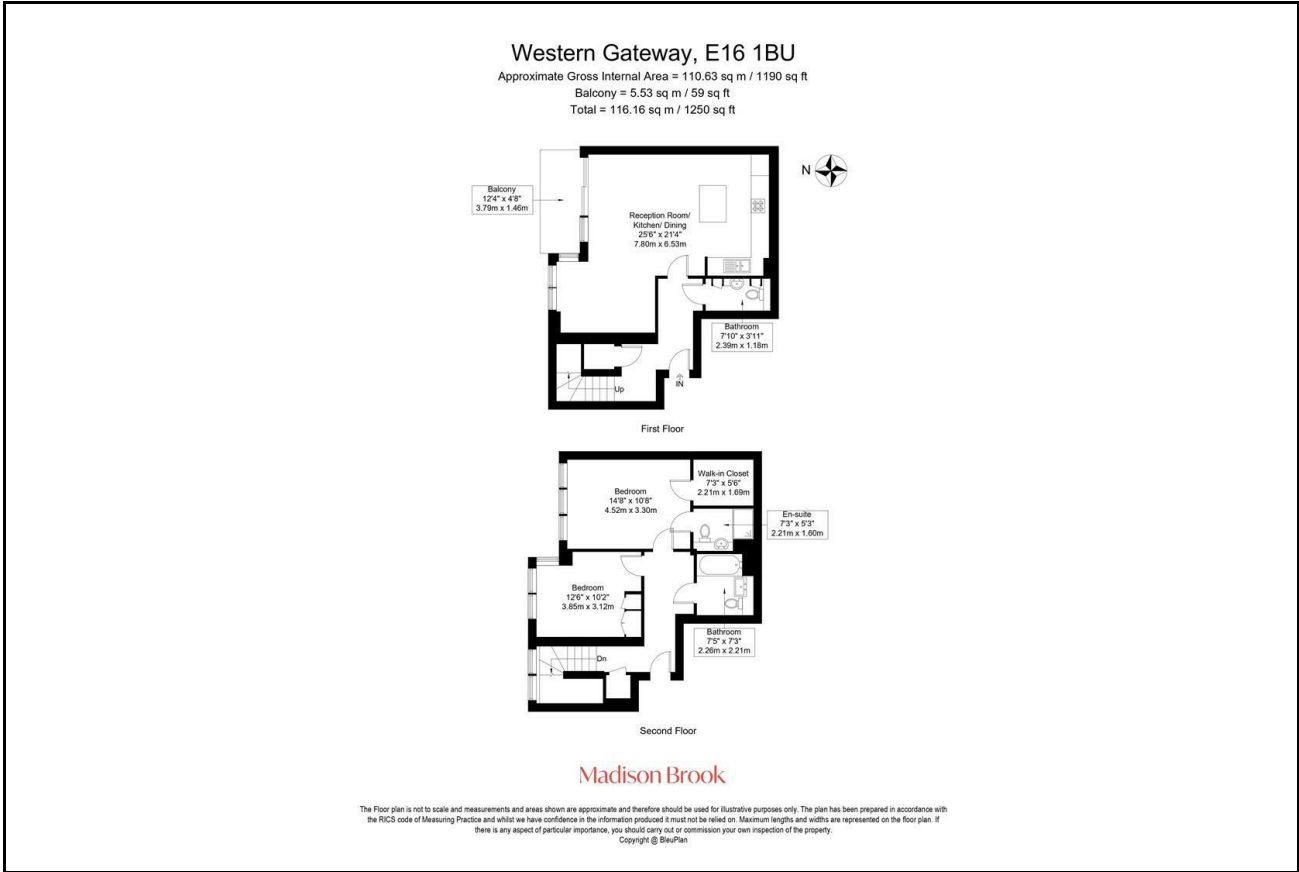 Western Gateway, E16 1BU
Approximate Gross Internal Area = 110.63 sq m / 1190 sq ft
Balcony = 5.53 sq m / 59 sq ft
Total = 116.16 sq m / 1250 sq ft
N
Balcony
12'4" x 4'8"
3.79m x 1.46m
Reception Room/
Kitchen/ Dining
25'6" x 21'4"
7.80m x 6.53m
Bathroom
7'10" x 3'11"
2.39m x 1.18m
Up
IN
First Floor
Walk-in Closet
7'3" x 5'6"
2.21m x 1.69m
Bedroom
14'8" x 10'8"
4.52m x 3.30m
En-suite
7'3" x 5'3"
2.21m x 1.60m
Bedroom
12'6" x 10'2"
3.85m x 3.12m
Bathroom
7'5" x 7'3"
2.26m x 2.21m
Dn
Second Floor
Madison Brook
The Floor plan is not to scale and measurements and areas shown are approximate and therefore should be used for illustrative purposes only. The plan has been prepared in accordance with
the RICS code of Measuring Practice and whilst we have confidence in the information produced it must not be relied on. Maximum lengths and widths are represented on the floor plan. If
there is any aspect of particular importance, you should carry out or commission your own inspection of the property.
Copyright @ BleuPlan